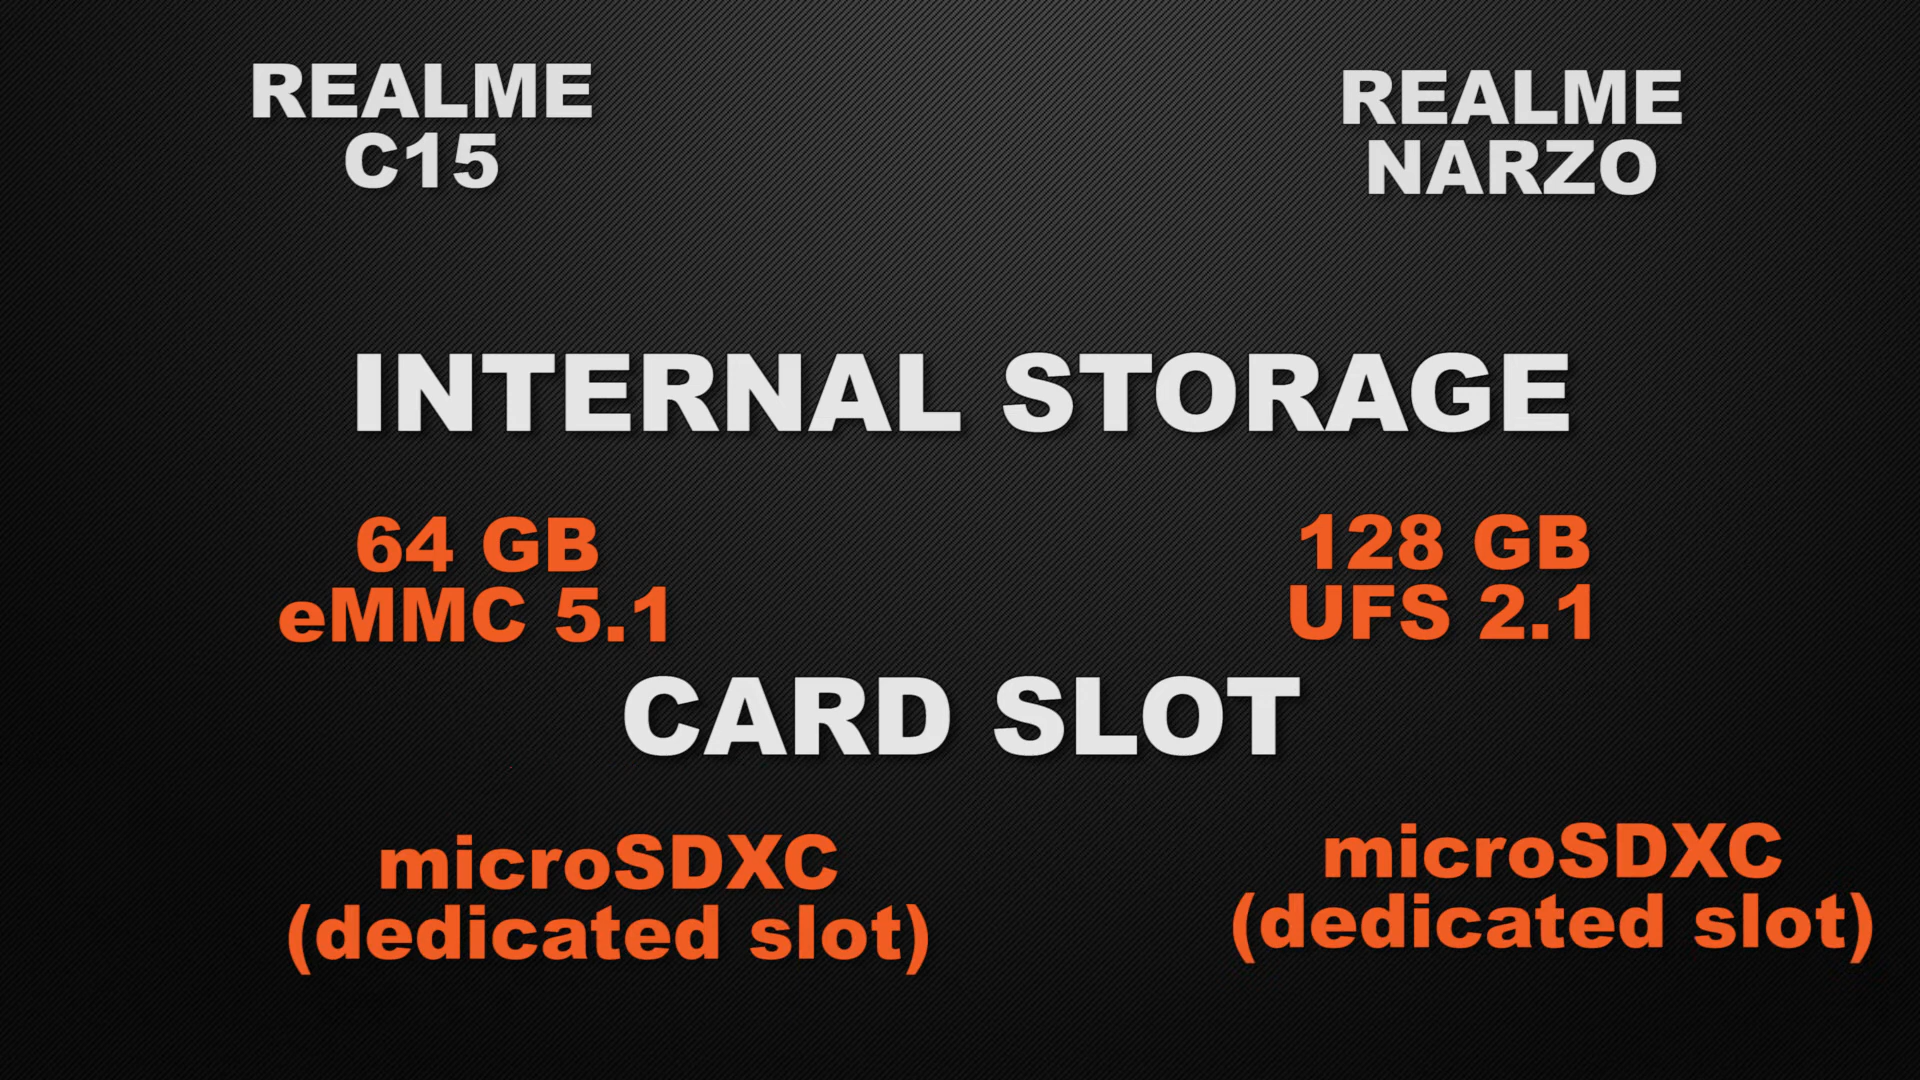 REALME
C15
REALME
NARZO
INTERNAL STORAGE
64 GB
eMMC 5.1
128 GB
UFS 2.1
CARD SLOT
microSDXC
(dedicated slot)
microSDXC
(dedicated slot)